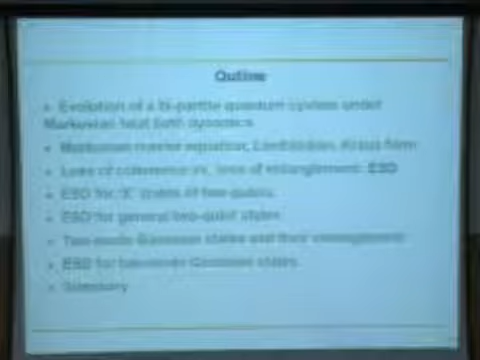 Outline
• Evolution of a bi-partite quantum system under
Markovian heat bath dynamics
• Markovian master equation, Lindbladian, Kraus form
• Loss of coherence vs. loss of entanglement: ESD
• ESD for 'X' states of two-qubits.
• ESD for general two-qubit states
• Two-mode Gaussian states and their entanglement
• ESD for two-mode Gaussian states.
• Summary